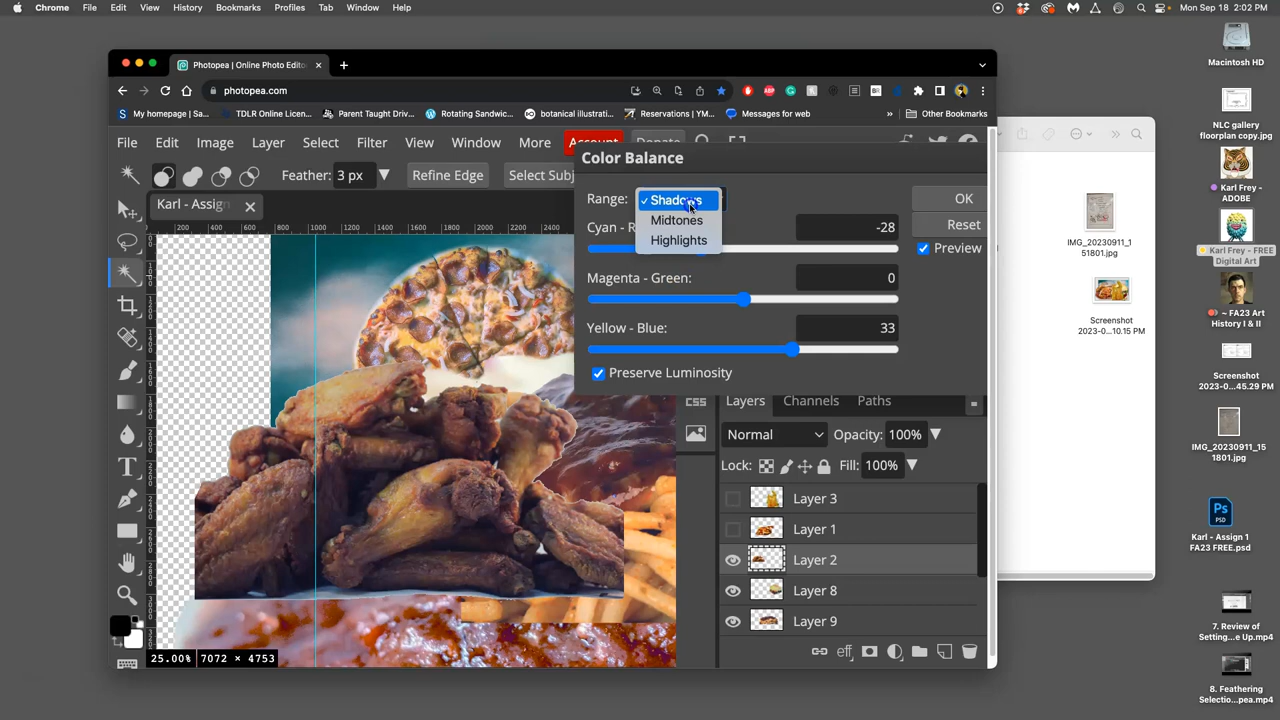 Chrome File Edit View History Bookmarks Profiles Tab Window Help Mon Sep 18 2:02 PM
Photopea | Online Photo Edito
photopea.com
My homepage | S... TDLR Online Licen... Parent Taught Driv... Rotating Sandwic... botanical illustrati... Reservations | YM... Messages for web » Other Bookmarks
File Edit Image Layer Select Filter View Window More Account Donate
Feather: 3 px Refine Edge Select Subj
Karl - Assign
Color Balance
Range: ✓ Shadows
Midtones
Highlights
OK
Cyan - R -28
Reset
Preview
Magenta - Green: 0
Yellow - Blue: 33
Preserve Luminosity
CSS
Layers Channels Paths
Normal Opacity: 100%
Lock: Fill: 100%
Layer 3
Layer 1
Layer 2
Layer 8
Layer 9
eff
25.00% 7072 × 4753
IMG_20230911_1
51801.jpg
Screenshot
2023-0...10.15 PM
Macintosh HD
NLC gallery
floorplan copy.jpg
Karl Frey -
ADOBE
Karl Frey - FREE
Digital Art
~ FA23 Art
History I & II
Screenshot
2023-0...45.29 PM
IMG_20230911_15
1801.jpg
Ps
PSD
Karl - Assign 1
FA23 FREE.psd
7. Review of
Setting...e Up.mp4
8. Feathering
Selectio...pea.mp4